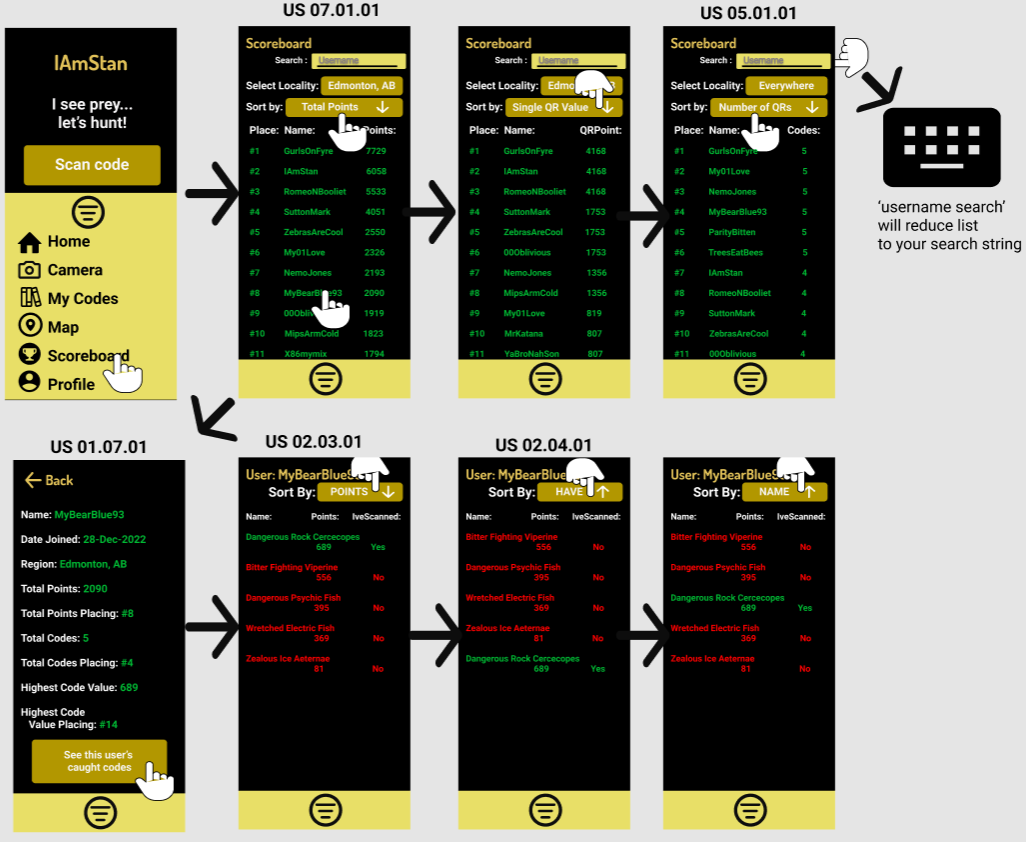 US 07.01.01
US 05.01.01
IAmStan
I see prey...
let's hunt!
Scan code
Home
Camera
My Codes
Map
Scoreboard
Profile
Scoreboard
Search : Username
Select Locality: Edmonton, AB
Sort by: Total Points
Place: Name: Points:
#1 GurlsOnFyre 7729
#2 IAmStan 6058
#3 RomeoNBooliet 5533
#4 SuttonMark 4051
#5 ZebrasAreCool 2550
#6 My01Love 2326
#7 NemoJones 2193
#8 MyBearBlue93 2090
#9 1919
#10 MipsArmCold 1823
#11 X86mymix 1794
Scoreboard
Search : Username
Select Locality:
Sort by: Single QR Value
Place: Name: QRPoint:
#1 GurlsOnFyre 4168
#2 IAmStan 4168
#3 RomeoNBooliet 4168
#4 SuttonMark 1753
#5 ZebrasAreCool 1753
#6 00Oblivious 1753
#7 NemoJones 1356
#8 MipsArmCold 1356
#9 My01Love 819
#10 MrKatana 807
#11 YaBroNahSon 807
Scoreboard
Search : Username
Select Locality: Everywhere
Sort by: Number of QRs
Place: Name: Codes:
#1 GurlsOnFyre 5
#2 My01Love 5
#3 NemoJones 5
#4 MyBearBlue93 5
#5 ParityBitten 5
#6 TreesEatBees 5
#7 IAmStan 4
#8 RomeoNBooliet 4
#9 SuttonMark 4
#10 ZebrasAreCool 4
#11 00Oblivious 4
'username search'
will reduce list
to your search string
US 01.07.01
US 02.03.01
US 02.04.01
Back
Name: MyBearBlue93
Date Joined: 28-Dec-2022
Region: Edmonton, AB
Total Points: 2090
Total Points Placing: #8
Total Codes: 5
Total Codes Placing: #4
Highest Code Value: 689
Highest Code
Value Placing: #14
See this user's
caught codes
User: MyBearBlue
Sort By: POINTS
Name: Points: IveScanned:
Dangerous Rock Cercecopes
689 Yes
Bitter Fighting Viperine
556 No
Dangerous Psychic Fish
395 No
Wretched Electric Fish
369 No
Zealous Ice Aeternae
81 No
User: MyBearBlue
Sort By: HAVE
Name: Points: IveScanned:
Bitter Fighting Viperine
556 No
Dangerous Psychic Fish
395 No
Wretched Electric Fish
369 No
Zealous Ice Aeternae
81 No
Dangerous Rock Cercecopes
689 Yes
User: MyBearBlue
Sort By: NAME
Name: Points: IveScanned:
Bitter Fighting Viperine
556 No
Dangerous Psychic Fish
395 No
Dangerous Rock Cercecopes
689 Yes
Wretched Electric Fish
369 No
Zealous Ice Aeternae
81 No